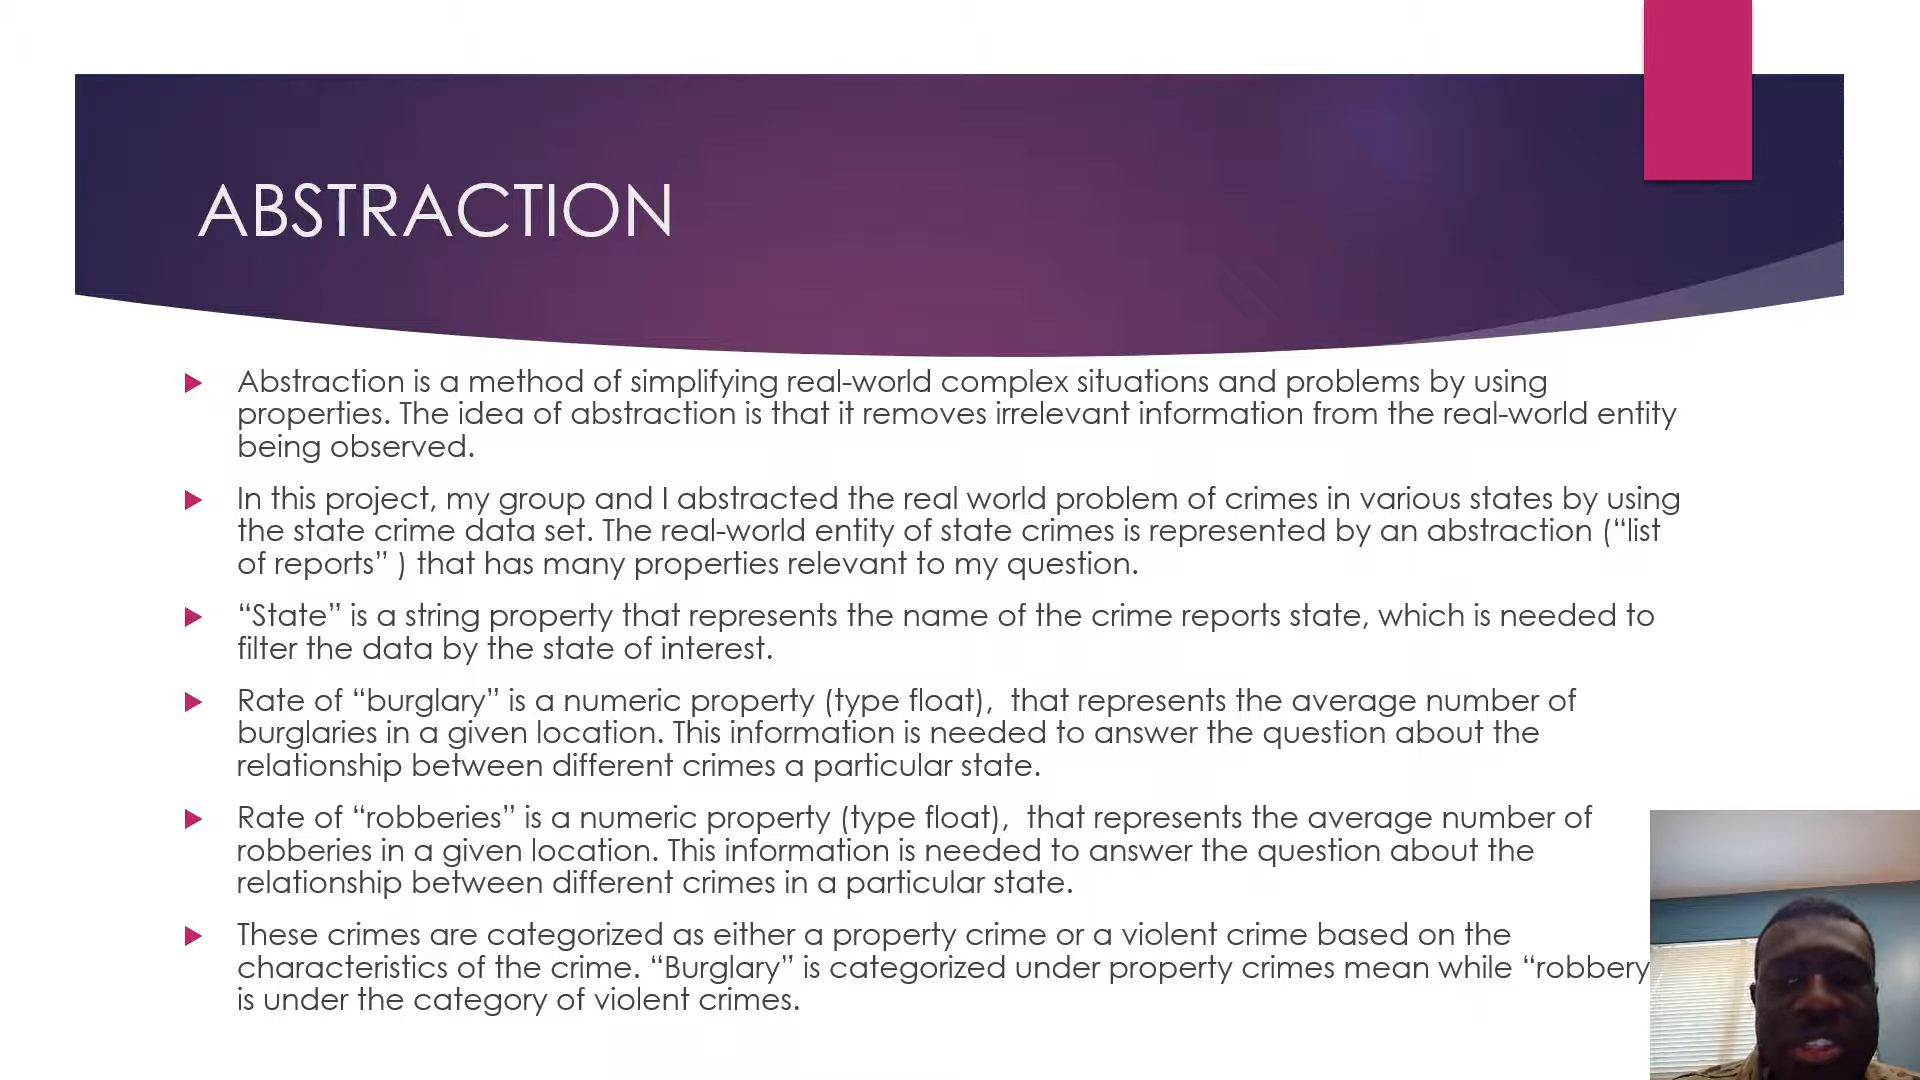 ABSTRACTION
Abstraction is a method of simplifying real-world complex situations and problems by using
properties. The idea of abstraction is that it removes irrelevant information from the real-world entity
being observed.
In this project, my group and I abstracted the real world problem of crimes in various states by using
the state crime data set. The real-world entity of state crimes is represented by an abstraction (“list
of reports” ) that has many properties relevant to my question.
“State” is a string property that represents the name of the crime reports state, which is needed to
filter the data by the state of interest.
Rate of “burglary” is a numeric property (type float),  that represents the average number of
burglaries in a given location. This information is needed to answer the question about the
relationship between different crimes a particular state.
Rate of “robberies” is a numeric property (type float),  that represents the average number of
robberies in a given location. This information is needed to answer the question about the
relationship between different crimes in a particular state.
These crimes are categorized as either a property crime or a violent crime based on the
characteristics of the crime. “Burglary” is categorized under property crimes mean while “robbery
is under the category of violent crimes.